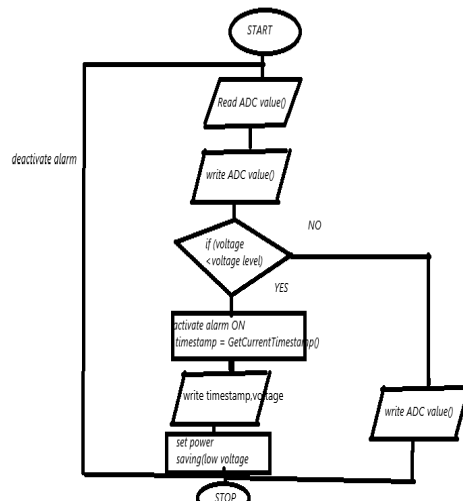 START
Read ADC value()
deactivate alarm
write ADC value()
NO
if (voltage
<voltage level)
YES
activate alarm ON
timestamp = GetCurrentTimestamp()
write timestamp,voltage
write ADC value()
set power
saving(low voltage
STOP